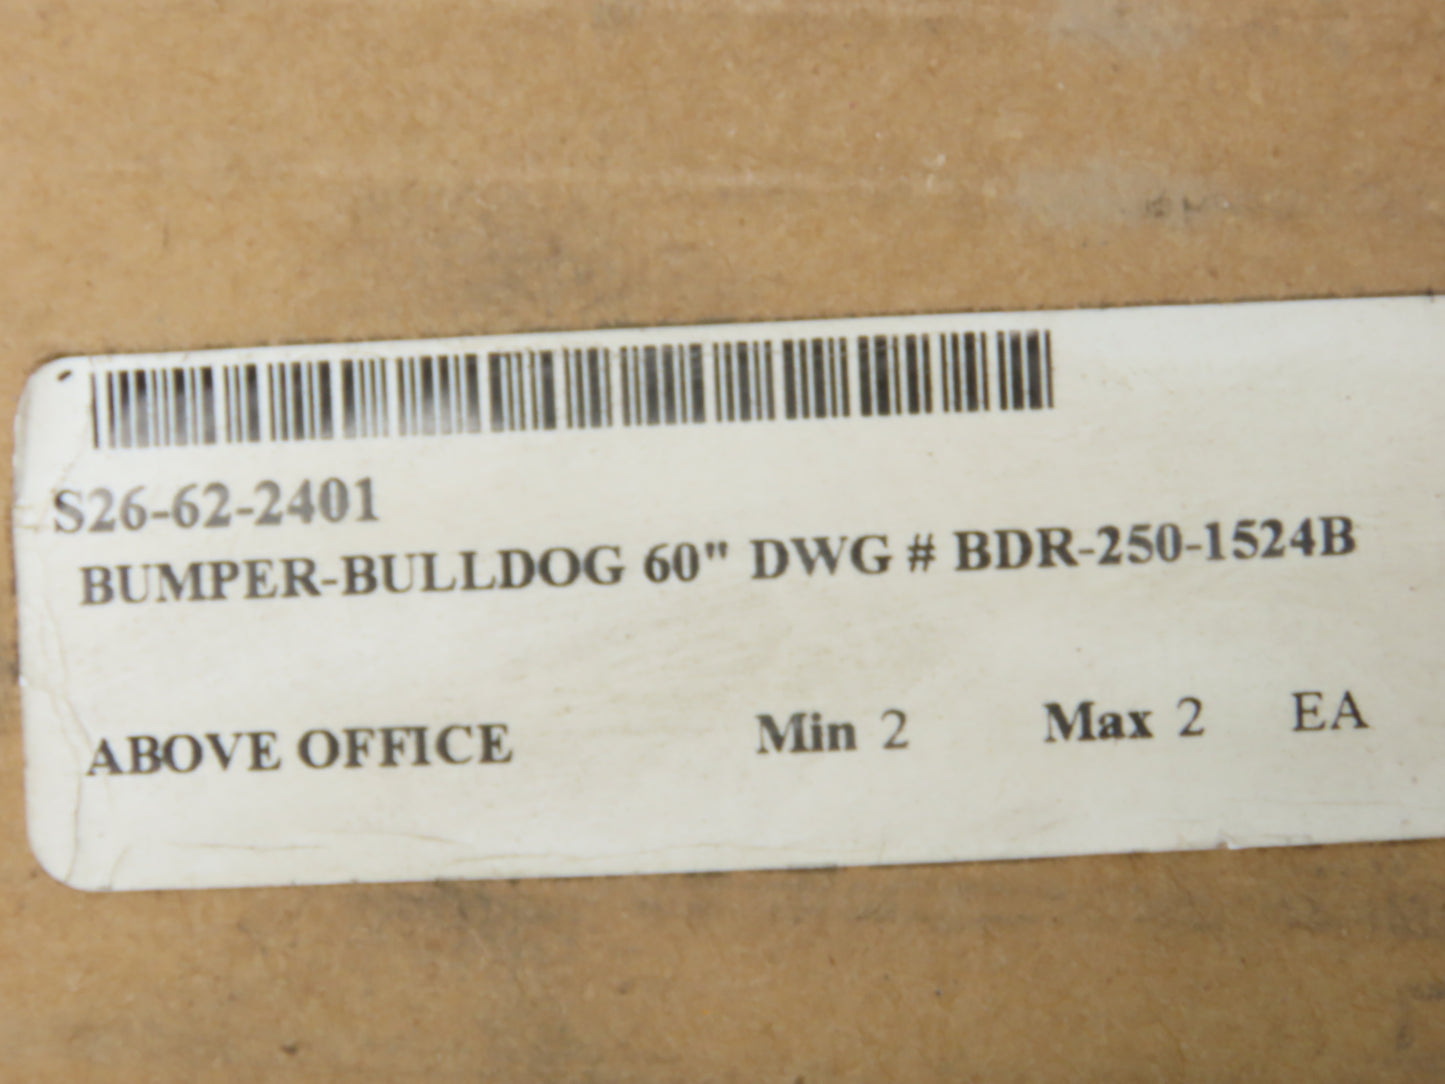 S26-62-2401
BUMPER-BULLDOG 60" DWG # BDR-250-1524B
ABOVE OFFICE Min 2 Max 2 EA